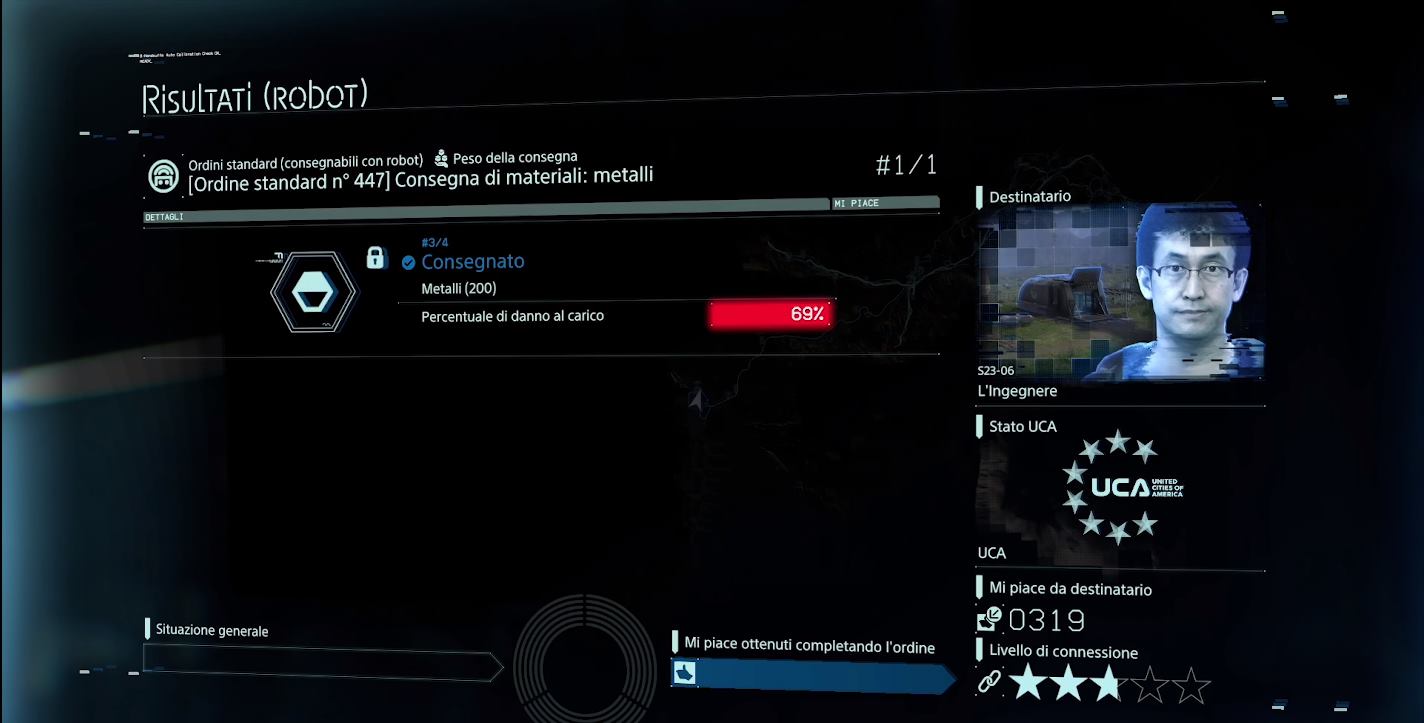 Risultati (robot)
Ordini standard (consegnabili con robot) Peso della consegna
[Ordine standard n° 447] Consegna di materiali: metalli
#1/1
DETTAGLI
MI PIACE
#3/4
Consegnato
Metalli (200)
Percentuale di danno al carico
69%
Destinatario
S23-06
L'Ingegnere
Stato UCA
UCA UNITED
CITIES OF
AMERICA
UCA
Mi piace da destinatario
0319
Livello di connessione
Situazione generale
Mi piace ottenuti completando l'ordine